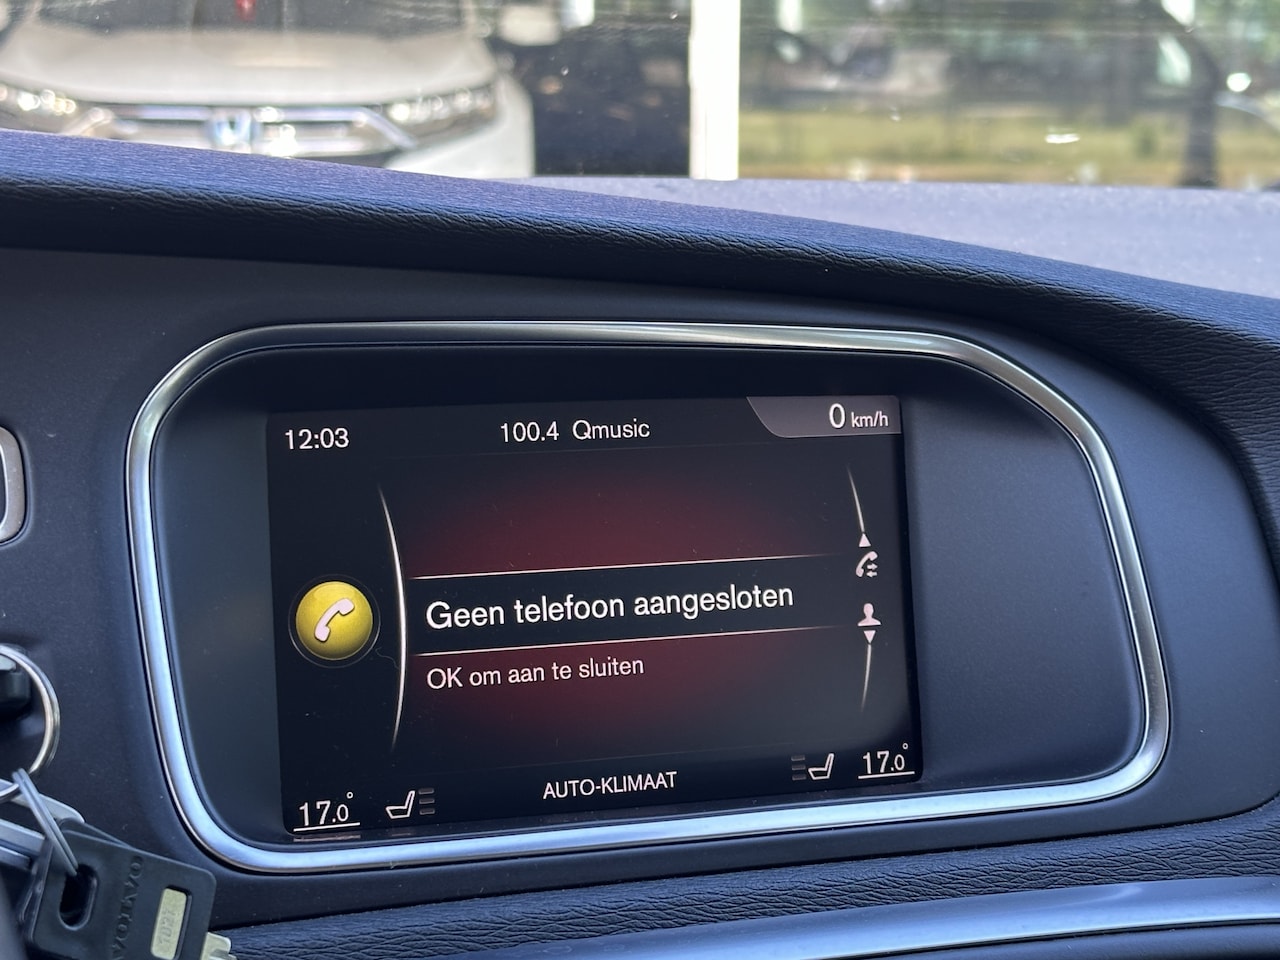 12:03
100.4 Qmusic
0 km/h
Geen telefoon aangesloten
OK om aan te sluiten
17.0°
AUTO-KLIMAAT
17.0°
VOLVO